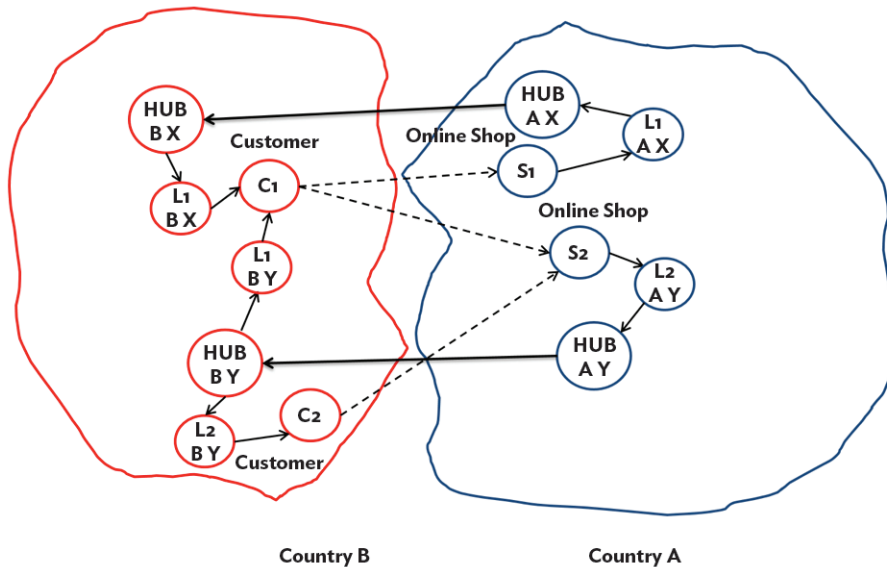 HUB
B X
HUB
A X
L1
A X
Customer
Online Shop
C1
S1
L1
B X
Online Shop
S2
L1
B Y
L2
A Y
HUB
B Y
HUB
A Y
C2
L2
B Y
Customer
Country B
Country A